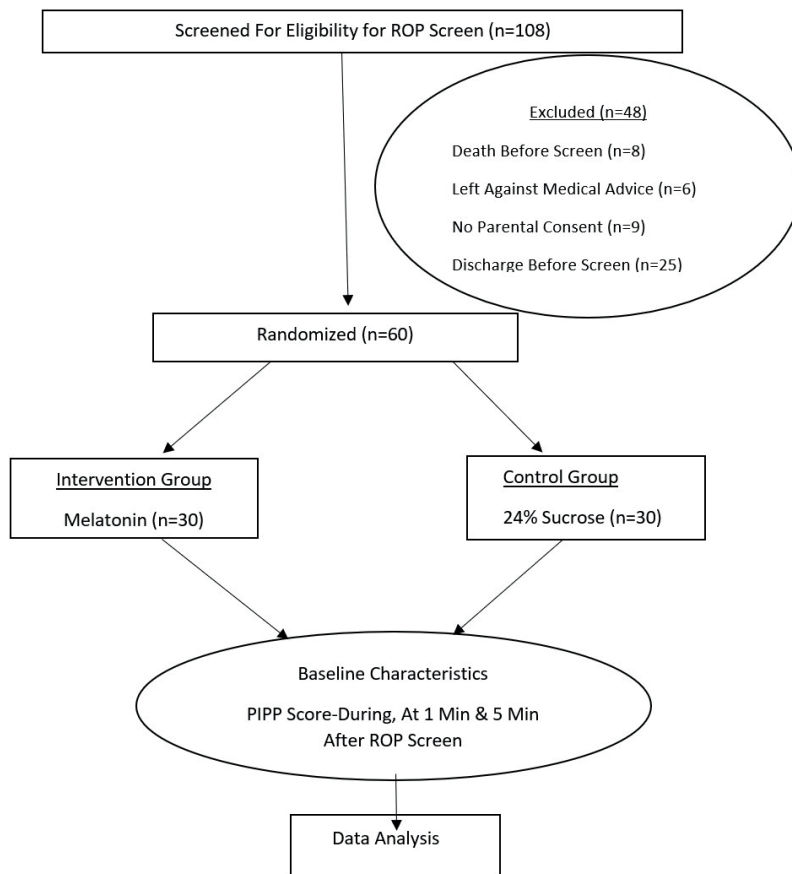 Screened For Eligibility for ROP Screen (n=108)
Excluded (n=48)
Death Before Screen (n=8)
Left Against Medical Advice (n=6)
No Parental Consent (n=9)
Discharge Before Screen (n=25)
Randomized (n=60)
Intervention Group
Melatonin (n=30)
Control Group
24% Sucrose (n=30)
Baseline Characteristics
PIPP Score-During, At 1 Min & 5 Min
After ROP Screen
Data Analysis